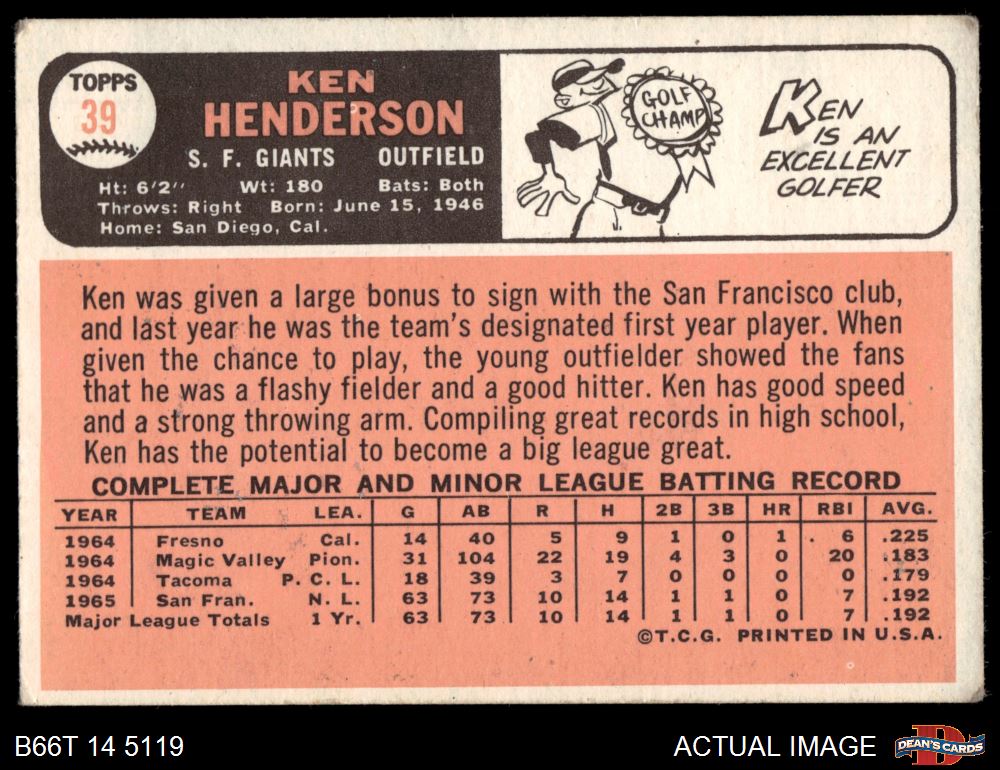 TOPPS
39
KEN
HENDERSON
S. F. GIANTS OUTFIELD
Ht: 6'2'' Wt: 180 Bats: Both
Throws: Right Born: June 15, 1946
Home: San Diego, Cal.
GOLF
CHAMP
KEN
IS AN
EXCELLENT
GOLFER
Ken was given a large bonus to sign with the San Francisco club,
and last year he was the team's designated first year player. When
given the chance to play, the young outfielder showed the fans
that he was a flashy fielder and a good hitter. Ken has good speed
and a strong throwing arm. Compiling great records in high school,
Ken has the potential to become a big league great.
COMPLETE MAJOR AND MINOR LEAGUE BATTING RECORD
YEAR TEAM LEA. G AB R H 2B 3B HR RBI AVG.
1964 Fresno Cal. 14 40 5 9 1 0 1 6 .225
1964 Magic Valley Pion. 31 104 22 19 4 3 0 20 .183
1964 Tacoma P. C. L. 18 39 3 7 0 0 0 0 .179
1965 San Fran. N. L. 63 73 10 14 1 1 0 7 .192
Major League Totals 1 Yr. 63 73 10 14 1 1 0 7 .192
©T.C.G. PRINTED IN U.S.A.
B66T 14 5119
ACTUAL IMAGE
DEAN'S CARDS